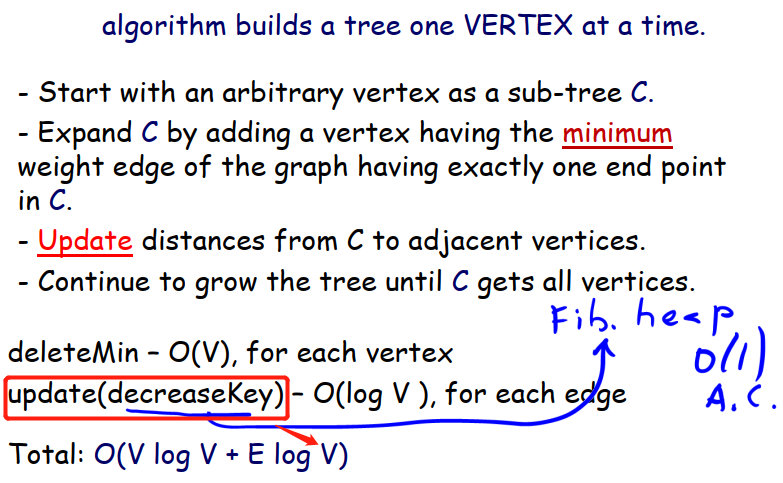 algorithm builds a tree one VERTEX at a time.
- Start with an arbitrary vertex as a sub-tree C.
- Expand C by adding a vertex having the minimum
weight edge of the graph having exactly one end point
in C.
- Update distances from C to adjacent vertices.
- Continue to grow the tree until C gets all vertices.
Fib. heap
O(1)
A.C.
deleteMin – O(V), for each vertex
update(decreaseKey) – O(log V ), for each edge
Total: O(V log V + E log V)